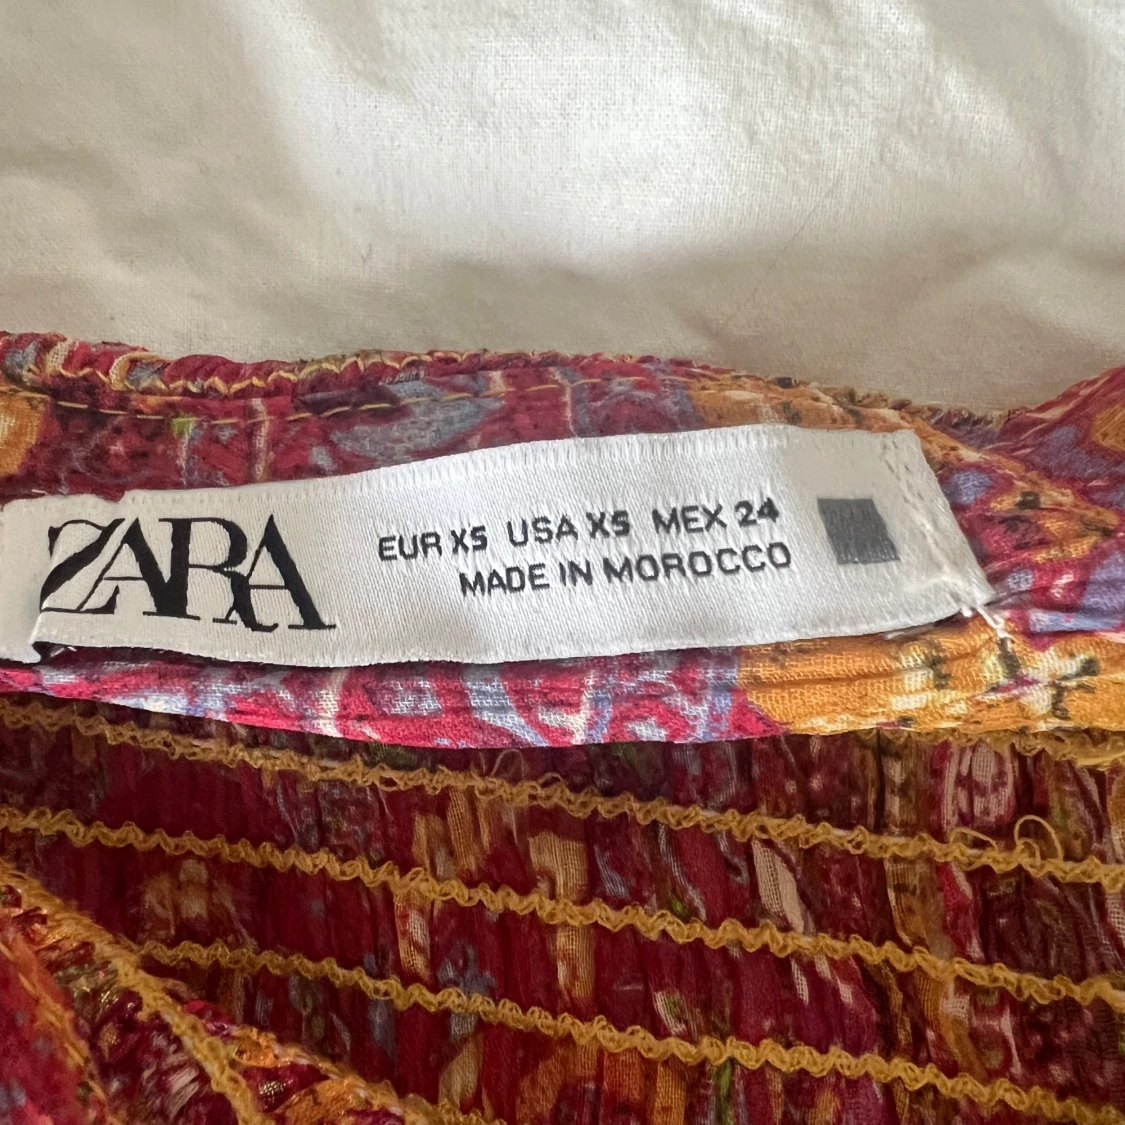 ZARA
EUR XS USA XS MEX 24
MADE IN MOROCCO